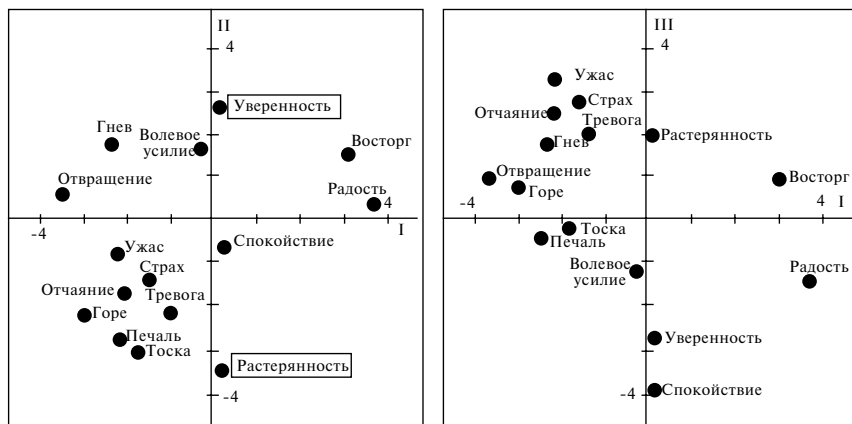 II
4
Уверенность
Гнев
Волевое
усилие
Восторг
Отвращение
Радость
-4
4
I
Спокойствие
Ужас
Страх
Отчаяние
Тревога
Горе
Печаль
Тоска
Растерянность
-4
III
4
Ужас
Страх
Отчаяние
Тревога
Гнев
Растерянность
Отвращение
Горе
Восторг
-4
4
I
Тоска
Печаль
Волевое
усилие
Радость
Уверенность
Спокойствие
-4